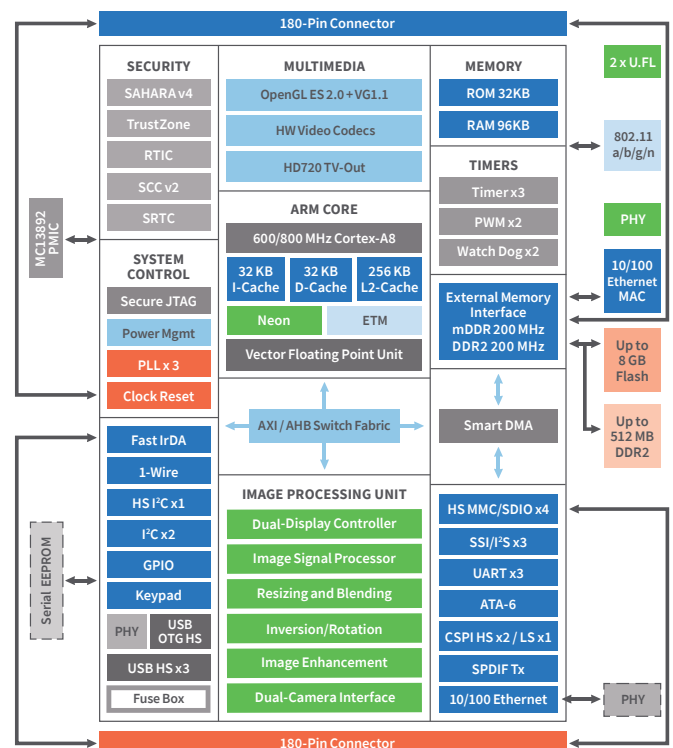 180-Pin Connector
SECURITY
SAHARA v4
TrustZone
RTIC
SCC v2
SRTC
MULTIMEDIA
OpenGL ES 2.0 + VG1.1
HW Video Codecs
HD720 TV-Out
MEMORY
ROM 32KB
RAM 96KB
TIMERS
Timer x3
PWM x2
Watch Dog x2
2 x U.FL
802.11
a/b/g/n
PHY
10/100
Ethernet
MAC
Up to
8 GB
Flash
Up to
512 MB
DDR2
MC13892
PMIC
SYSTEM
CONTROL
Secure JTAG
Power Mgmt
PLL x 3
Clock Reset
ARM CORE
600/800 MHz Cortex-A8
32 KB
I-Cache
32 KB
D-Cache
256 KB
L2-Cache
Neon
ETM
Vector Floating Point Unit
External Memory
Interface
mDDR 200 MHz
DDR2 200 MHz
AXI / AHB Switch Fabric
Smart DMA
Serial EEPROM
Fast IrDA
1-Wire
HS I²C x1
I²C x2
GPIO
Keypad
PHY
USB
OTG HS
USB HS x3
Fuse Box
IMAGE PROCESSING UNIT
Dual-Display Controller
Image Signal Processor
Resizing and Blending
Inversion/Rotation
Image Enhancement
Dual-Camera Interface
HS MMC/SDIO x4
SSI/I²S x3
UART x3
ATA-6
CSPI HS x2 / LS x1
SPDIF Tx
10/100 Ethernet
PHY
180-Pin Connector